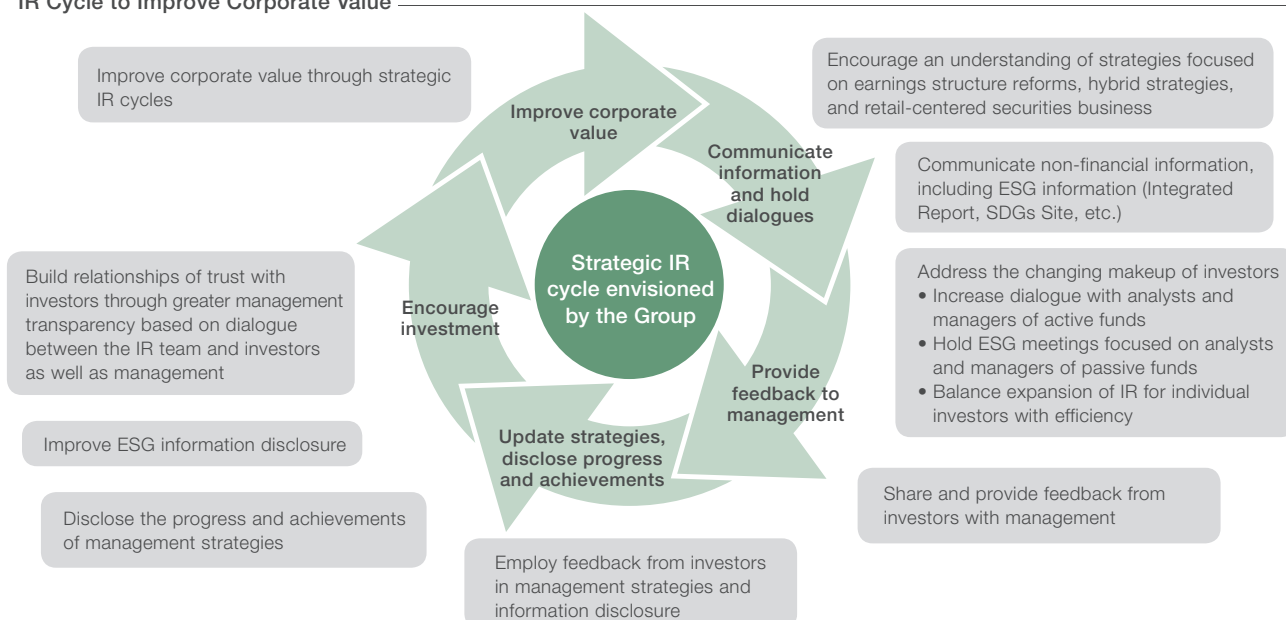 IR Cycle to Improve Corporate Value
Improve corporate value through strategic
IR cycles
Improve corporate
value
Encourage an understanding of strategies focused
on earnings structure reforms, hybrid strategies,
and retail-centered securities business
Communicate
information
and hold
dialogues
Communicate non-financial information,
including ESG information (Integrated
Report, SDGs Site, etc.)
Strategic IR
cycle envisioned
by the Group
Address the changing makeup of investors
• Increase dialogue with analysts and
managers of active funds
• Hold ESG meetings focused on analysts
and managers of passive funds
• Balance expansion of IR for individual
investors with efficiency
Build relationships of trust with
investors through greater management
transparency based on dialogue
between the IR team and investors
as well as management
Encourage
investment
Provide
feedback to
management
Improve ESG information disclosure
Update strategies,
disclose progress
and achievements
Share and provide feedback from
investors with management
Disclose the progress and achievements
of management strategies
Employ feedback from investors
in management strategies and
information disclosure